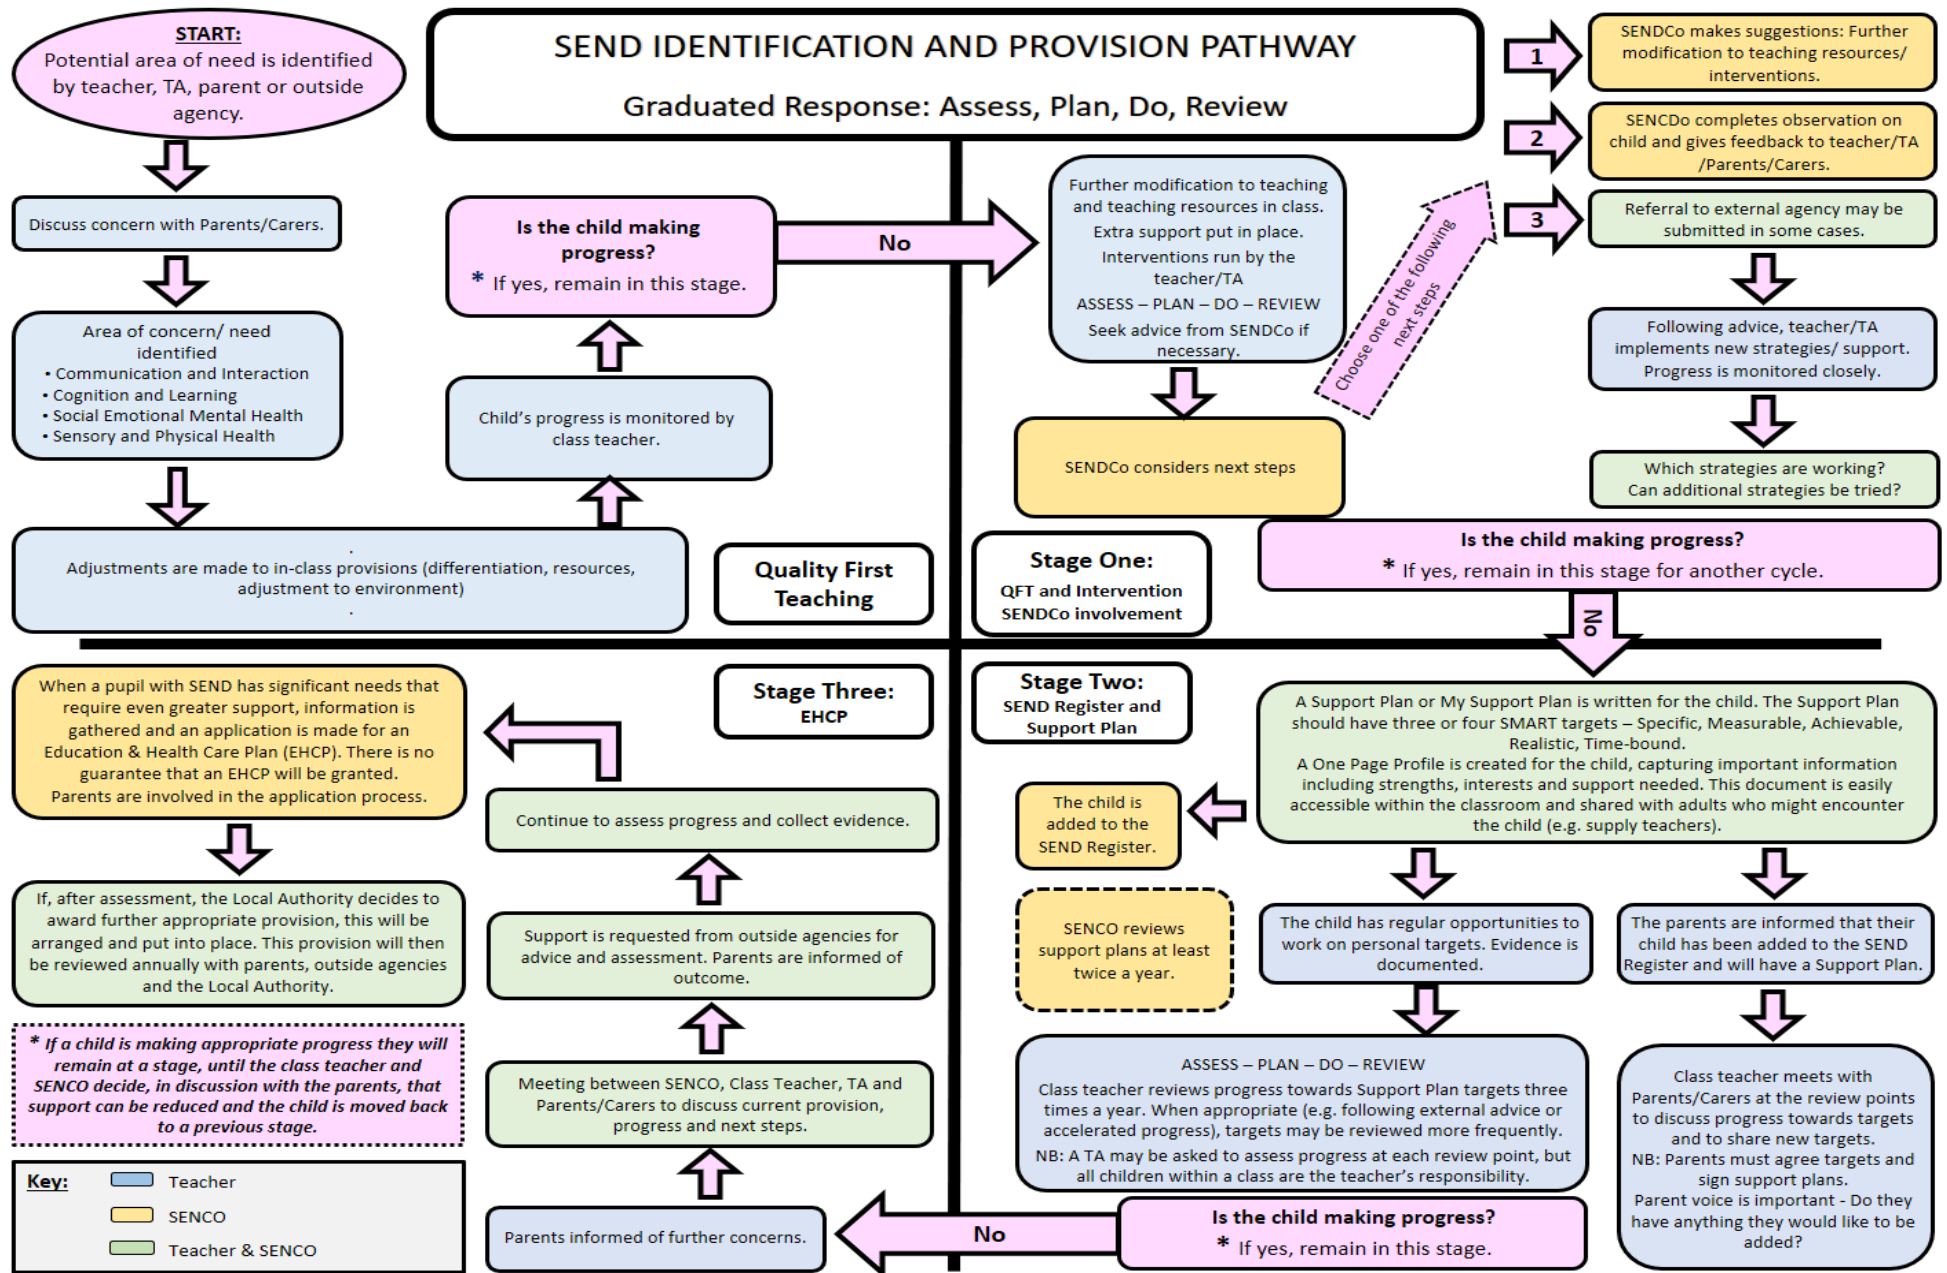 SEND IDENTIFICATION AND PROVISION PATHWAY
Graduated Response: Assess, Plan, Do, Review
START:
Potential area of need is identified
by teacher, TA, parent or outside
agency.
Discuss concern with Parents/Carers.
Area of concern/ need
identified
• Communication and Interaction
• Cognition and Learning
• Social Emotional Mental Health
• Sensory and Physical Health
.
Adjustments are made to in-class provisions (differentiation, resources,
adjustment to environment)
.
Child's progress is monitored by
class teacher.
Is the child making
progress?
* If yes, remain in this stage.
No
Quality First
Teaching
Further modification to teaching
and teaching resources in class.
Extra support put in place.
Interventions run by the
teacher/TA
ASSESS – PLAN – DO – REVIEW
Seek advice from SENDCo if
necessary.
SENDCo considers next steps
Choose one of the following
next steps
1
SENDCo makes suggestions: Further
modification to teaching resources/
interventions.
2
SENCDo completes observation on
child and gives feedback to teacher/TA
/Parents/Carers.
3
Referral to external agency may be
submitted in some cases.
Following advice, teacher/TA
implements new strategies/ support.
Progress is monitored closely.
Which strategies are working?
Can additional strategies be tried?
Stage One:
QFT and Intervention
SENDCo involvement
Is the child making progress?
* If yes, remain in this stage for another cycle.
No
Stage Two:
SEND Register and
Support Plan
A Support Plan or My Support Plan is written for the child. The Support Plan
should have three or four SMART targets – Specific, Measurable, Achievable,
Realistic, Time-bound.
A One Page Profile is created for the child, capturing important information
including strengths, interests and support needed. This document is easily
accessible within the classroom and shared with adults who might encounter
the child (e.g. supply teachers).
The child is
added to the
SEND Register.
SENCO reviews
support plans at least
twice a year.
The child has regular opportunities to
work on personal targets. Evidence is
documented.
The parents are informed that their
child has been added to the SEND
Register and will have a Support Plan.
ASSESS – PLAN – DO – REVIEW
Class teacher reviews progress towards Support Plan targets three
times a year. When appropriate (e.g. following external advice or
accelerated progress), targets may be reviewed more frequently.
NB: A TA may be asked to assess progress at each review point, but
all children within a class are the teacher's responsibility.
Class teacher meets with
Parents/Carers at the review points
to discuss progress towards targets
and to share new targets.
NB: Parents must agree targets and
sign support plans.
Parent voice is important - Do they
have anything they would like to be
added?
Is the child making progress?
* If yes, remain in this stage.
No
Stage Three:
EHCP
Parents informed of further concerns.
Meeting between SENCO, Class Teacher, TA and
Parents/Carers to discuss current provision,
progress and next steps.
Support is requested from outside agencies for
advice and assessment. Parents are informed of
outcome.
Continue to assess progress and collect evidence.
When a pupil with SEND has significant needs that
require even greater support, information is
gathered and an application is made for an
Education & Health Care Plan (EHCP). There is no
guarantee that an EHCP will be granted.
Parents are involved in the application process.
If, after assessment, the Local Authority decides to
award further appropriate provision, this will be
arranged and put into place. This provision will then
be reviewed annually with parents, outside agencies
and the Local Authority.
* If a child is making appropriate progress they will
remain at a stage, until the class teacher and
SENCO decide, in discussion with the parents, that
support can be reduced and the child is moved back
to a previous stage.
Key:
Teacher
SENCO
Teacher & SENCO